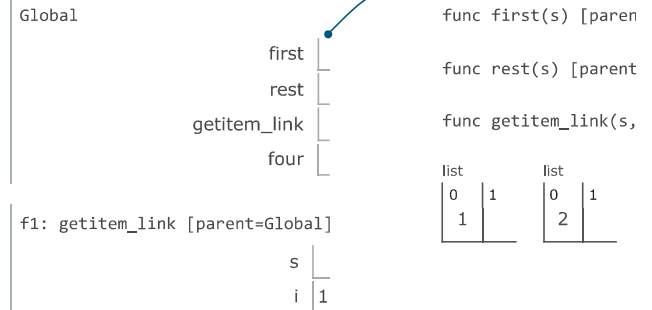 Global
first
rest
getitem_link
four
func first(s) [paren
func rest(s) [parent
func getitem_link(s,
list list
0 1 0 1
1 2
f1: getitem_link [parent=Global]
s
i 1